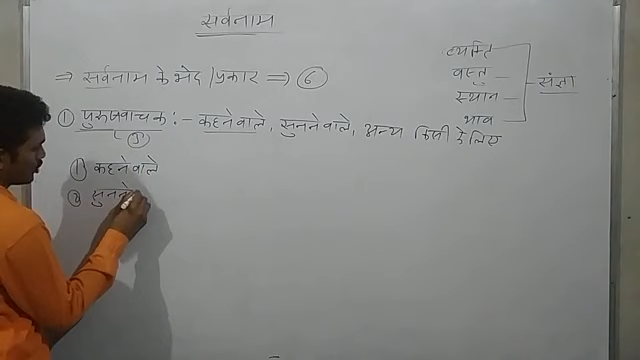 सर्वनाम
व्यक्ति
वस्तु
स्थान
भाव
संज्ञा
⇒ सर्वनाम के भेद / प्रकार ⇒ 6
① पुरुषवाचक :- कहने वाले, सुनने वाले, अन्य किसी के लिए
① कहने वाले
② सुनने